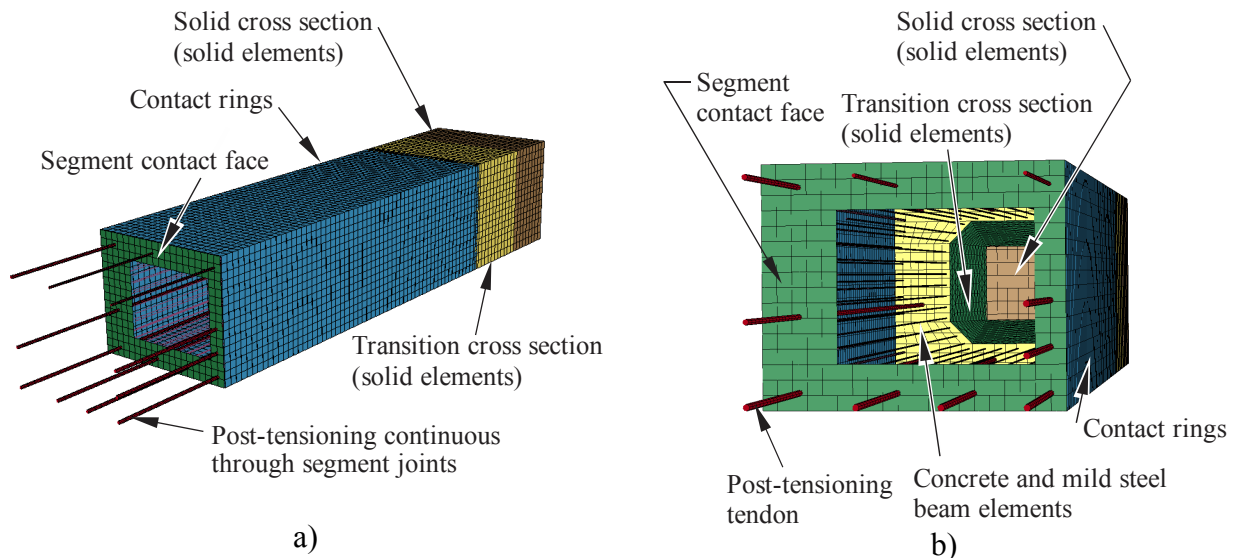 Solid cross section
(solid elements)
Contact rings
Segment contact face
Transition cross section
(solid elements)
Post-tensioning continuous
through segment joints
a)
Solid cross section
(solid elements)
Segment
contact face
Transition cross section
(solid elements)
Contact rings
Concrete and mild steel
beam elements
Post-tensioning
tendon
b)